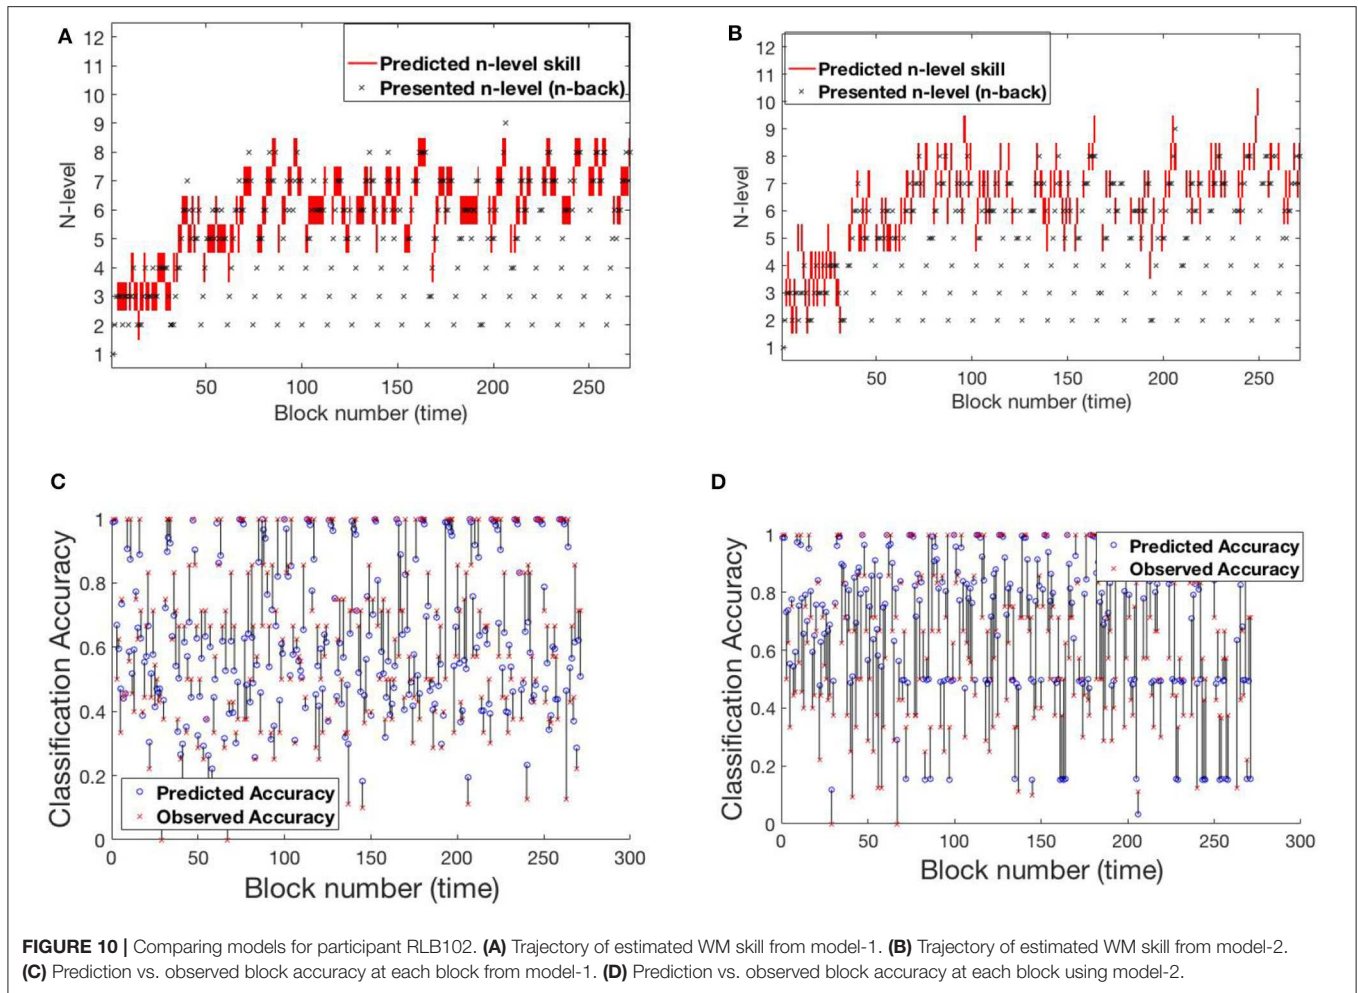 A
12
11
10
9
8
7
6
5
4
3
2
1
N-level
Predicted n-level skill
Presented n-level (n-back)
50
100
150
200
250
Block number (time)
B
12
11
10
9
8
7
6
5
4
3
2
1
N-level
Predicted n-level skill
Presented n-level (n-back)
50
100
150
200
250
Block number (time)
C
1
0.8
0.6
0.4
0.2
0
Classification Accuracy
Predicted Accuracy
Observed Accuracy
0
50
100
150
200
250
300
Block number (time)
D
1
0.8
0.6
0.4
0.2
0
Classification Accuracy
Predicted Accuracy
Observed Accuracy
0
50
100
150
200
250
300
Block number (time)
FIGURE 10 | Comparing models for participant RLB102. (A) Trajectory of estimated WM skill from model-1. (B) Trajectory of estimated WM skill from model-2.
(C) Prediction vs. observed block accuracy at each block from model-1. (D) Prediction vs. observed block accuracy at each block using model-2.